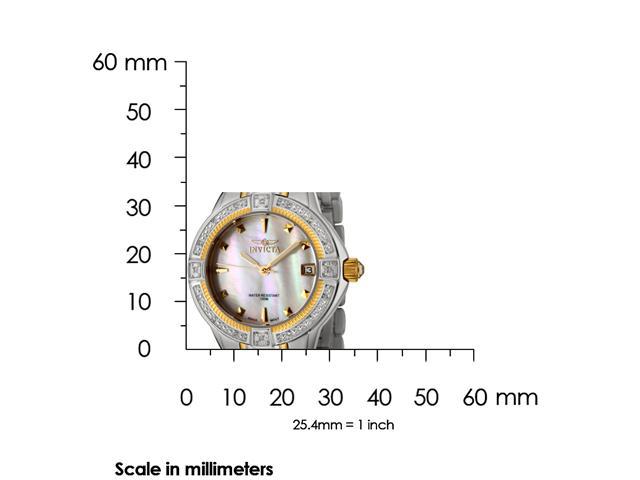 60 mm
50
40
30
20
10
0
INVICTA
WATER RESISTANT
0 10 20 30 40 50 60 mm
25.4mm = 1 inch
Scale in millimeters